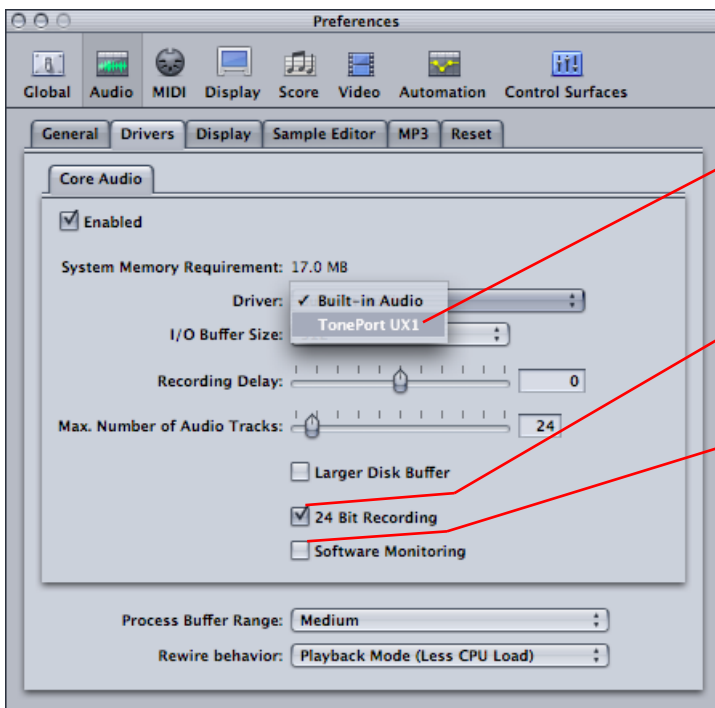 Preferences
Global Audio MIDI Display Score Video Automation Control Surfaces
General Drivers Display Sample Editor MP3 Reset
Core Audio
Enabled
System Memory Requirement: 17.0 MB
Driver: ✓ Built-in Audio
TonePort UX1
I/O Buffer Size:
Recording Delay: 0
Max. Number of Audio Tracks: 24
Larger Disk Buffer
24 Bit Recording
Software Monitoring
Process Buffer Range: Medium
Rewire behavior: Playback Mode (Less CPU Load)